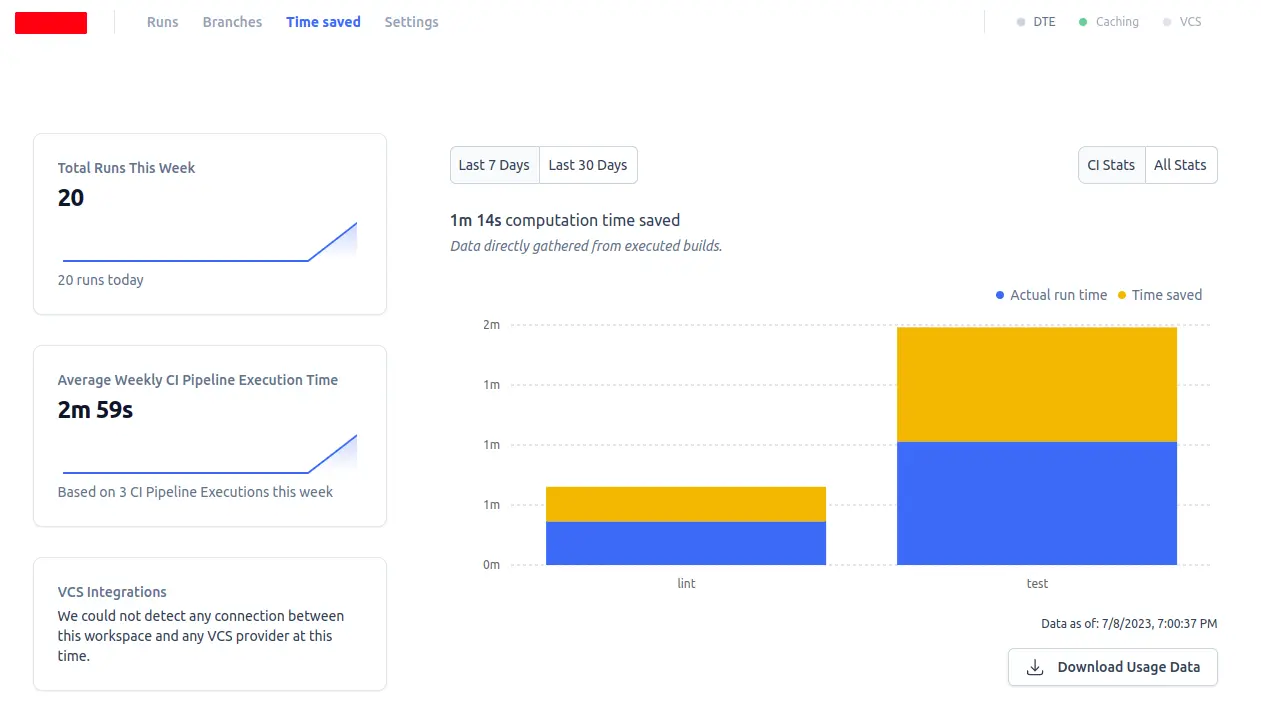 Runs Branches Time saved Settings DTE Caching VCS
Total Runs This Week
20
20 runs today
Average Weekly CI Pipeline Execution Time
2m 59s
Based on 3 CI Pipeline Executions this week
VCS Integrations
We could not detect any connection between
this workspace and any VCS provider at this
time.
Last 7 Days Last 30 Days CI Stats All Stats
1m 14s computation time saved
Data directly gathered from executed builds.
Actual run time Time saved
2m
1m
1m
1m
0m
lint test
Data as of: 7/8/2023, 7:00:37 PM
Download Usage Data